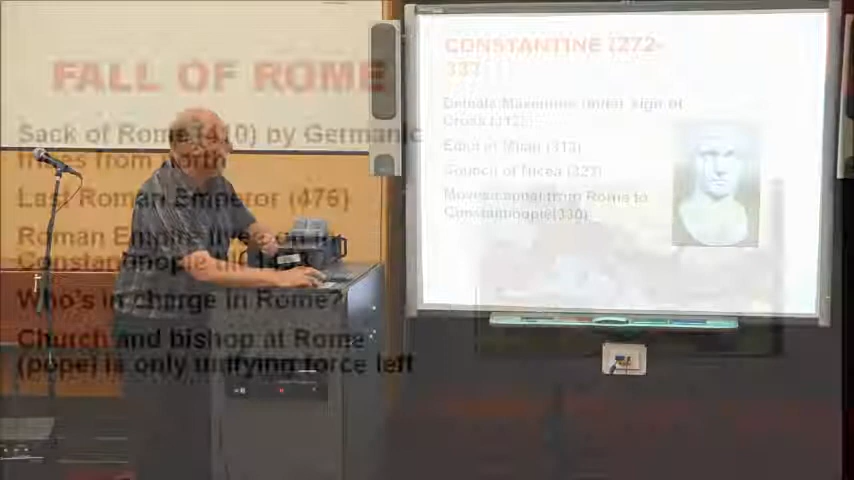 FALL OF ROME
Sack of Rome (410) by Germanic
tribes from north
Last Roman Emperor (476)
Roman Empire lives on
Constantinople
Who's in charge in Rome?
Church and bishop at Rome
(pope) is only unifying force left
CONSTANTINE (272-
337
Defeats Maxentius under sign of
Cross (312)
Edict of Milan (313)
Council of Nicea
Moves capital from Rome to
Constantinople(330)